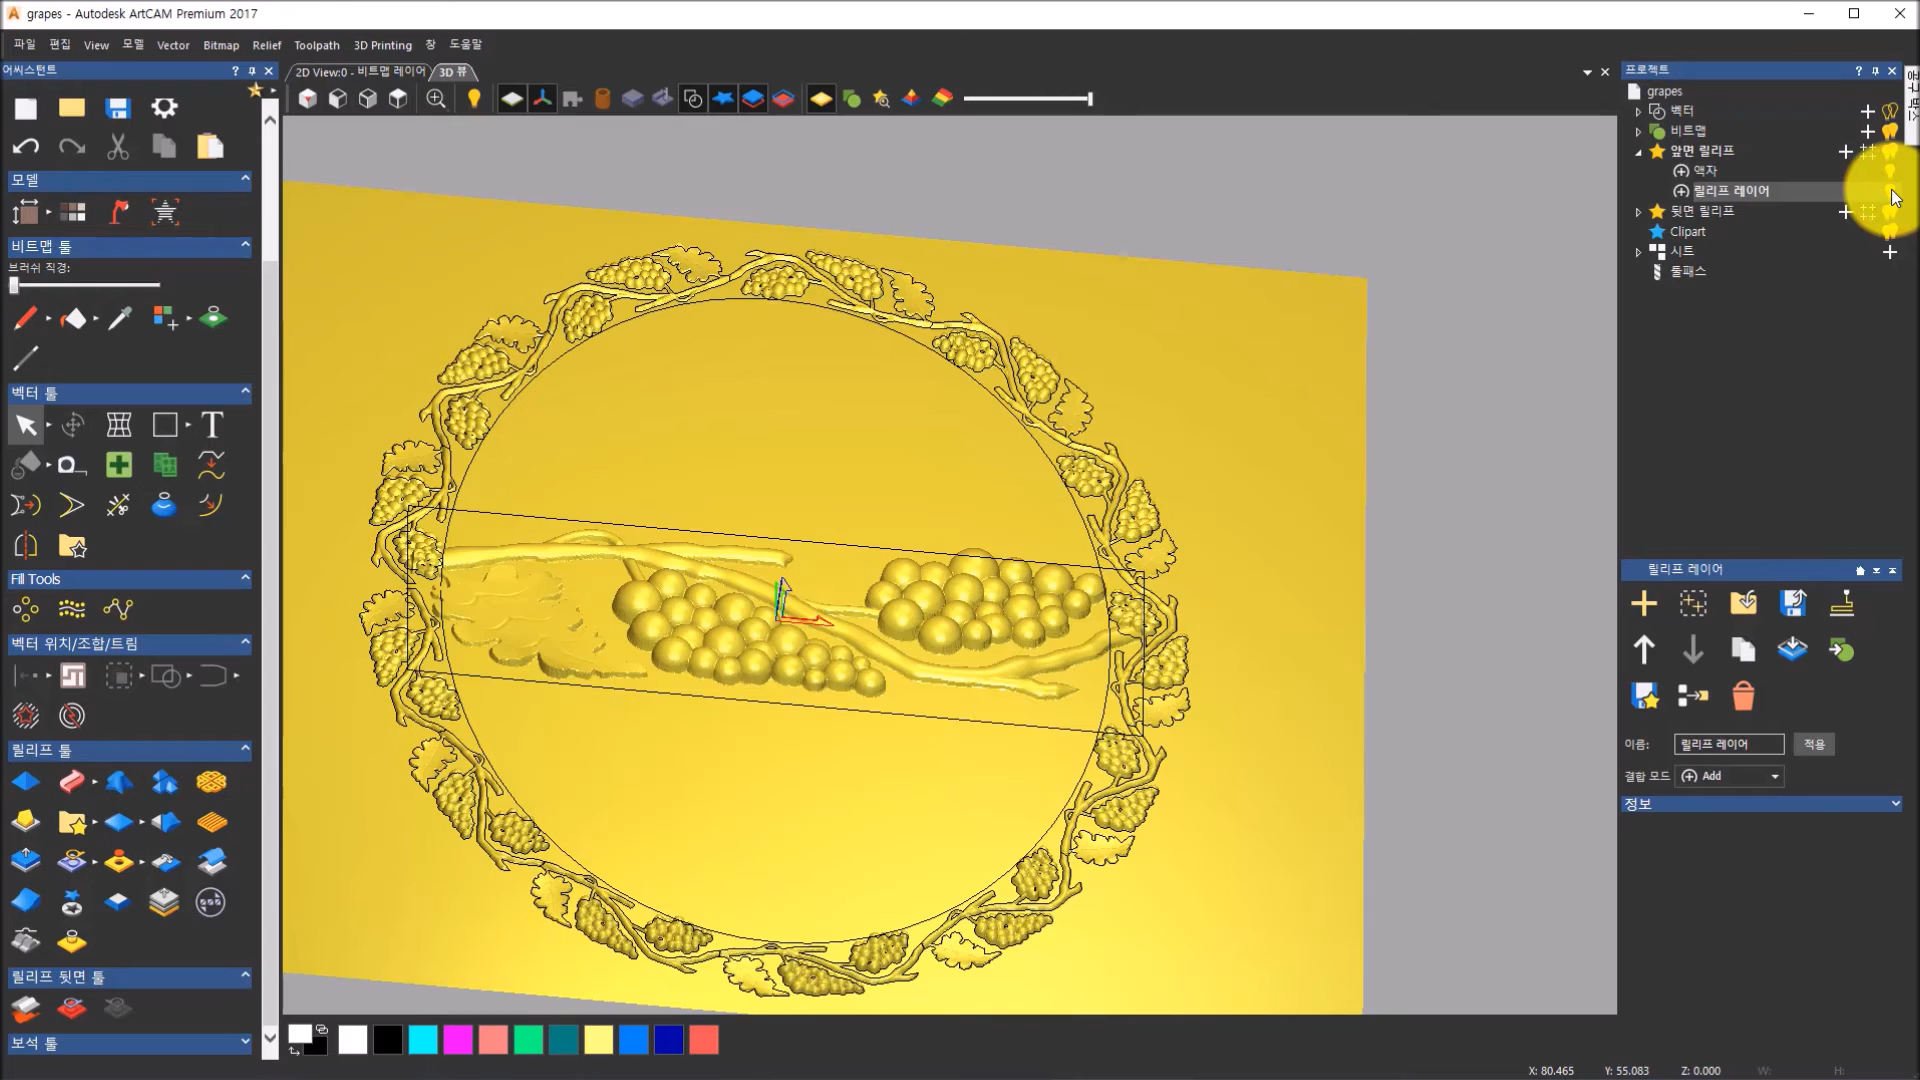 grapes - Autodesk ArtCAM Premium 2017
파일 편집 View 모델 Vector Bitmap Relief Toolpath 3D Printing 창 도움말
어씨스턴트
2D View:0 - 비트맵 레이어
3D 뷰
프로젝트
툴 박스
grapes
벡터
비트맵
앞면 릴리프
액자
릴리프 레이어
뒷면 릴리프
Clipart
시트
툴패스
모델
비트맵 툴
브러쉬 직경:
벡터 툴
Fill Tools
벡터 위치/조합/트림
릴리프 툴
릴리프 뒷면 툴
보석 툴
릴리프 레이어
이름: 릴리프 레이어 적용
결합 모드 Add
정보
X: 80.465 Y: 55.083 Z: 0.000 W: H: